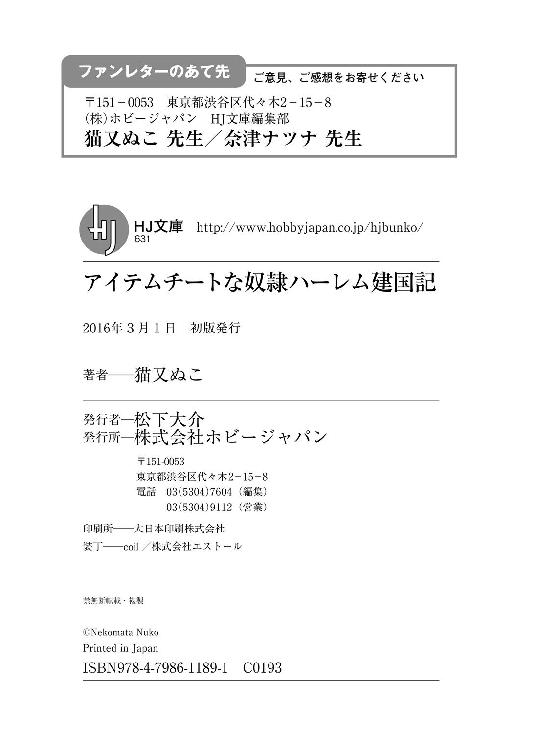 ファンレターのあて先
ご意見、ご感想をお寄せください
〒151−0053　東京都渋谷区代々木2−15−8
(株)ホビージャパン　HJ文庫編集部
猫又ぬこ 先生／奈津ナツナ 先生
HJ
HJ文庫　http://www.hobbyjapan.co.jp/hjbunko/
631
アイテムチートな奴隷ハーレム建国記
2016年3月1日　初版発行
著者──猫又ぬこ
発行者─松下大介
発行所─株式会社ホビージャパン
〒151-0053
東京都渋谷区代々木2−15−8
電話　03(5304)7604（編集）
03(5304)9112（営業）
印刷所──大日本印刷株式会社
装丁──coil／株式会社エストール
禁無断転載・複製
©Nekomata Nuko
Printed in Japan
ISBN978-4-7986-1189-1　C0193